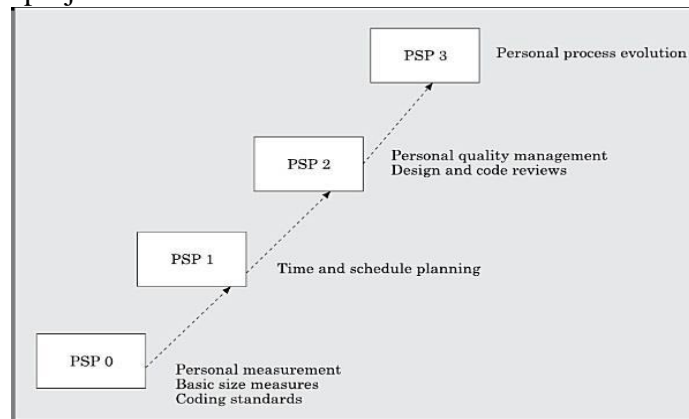 PSP 3
Personal process evolution
PSP 2
Personal quality management
Design and code reviews
PSP 1
Time and schedule planning
PSP 0
Personal measurement
Basic size measures
Coding standards